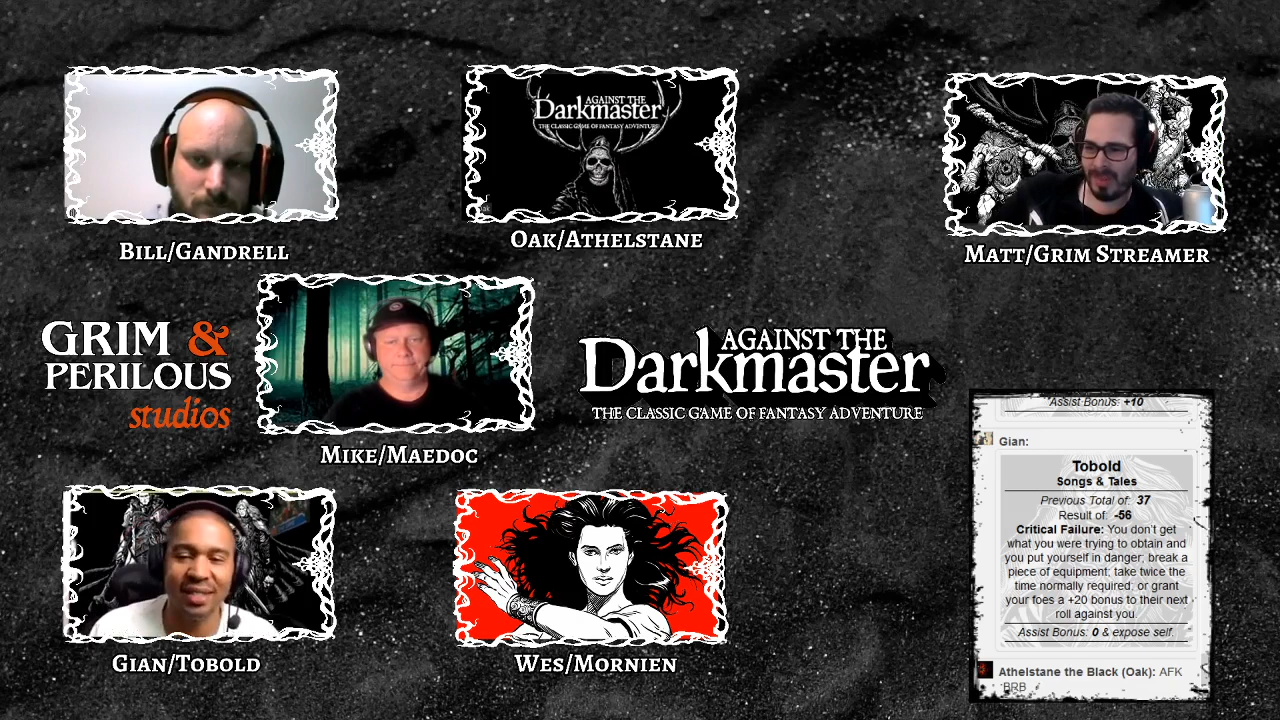 AGAINST THE
Darkmaster
THE CLASSIC GAME OF FANTASY ADVENTURE
BILL/GANDRELL
OAK/ATHELSTANE
MATT/GRIM STREAMER
GRIM &
PERILOUS
studios
MIKE/MAEDOC
AGAINST THE
Darkmaster
THE CLASSIC GAME OF FANTASY ADVENTURE
GIAN/TOBOLD
WES/MORNIEN
Assist Bonus: +10
Gian:
Tobold
Songs & Tales
Previous Total of: 37
Result of: -56
Critical Failure: You don't get
what you were trying to obtain and
you put yourself in danger; break a
piece of equipment; take twice the
time normally required; or grant
your foes a +20 bonus to their next
roll against you.
Assist Bonus: 0 & expose self.
Athelstane the Black (Oak): AFK
BRB